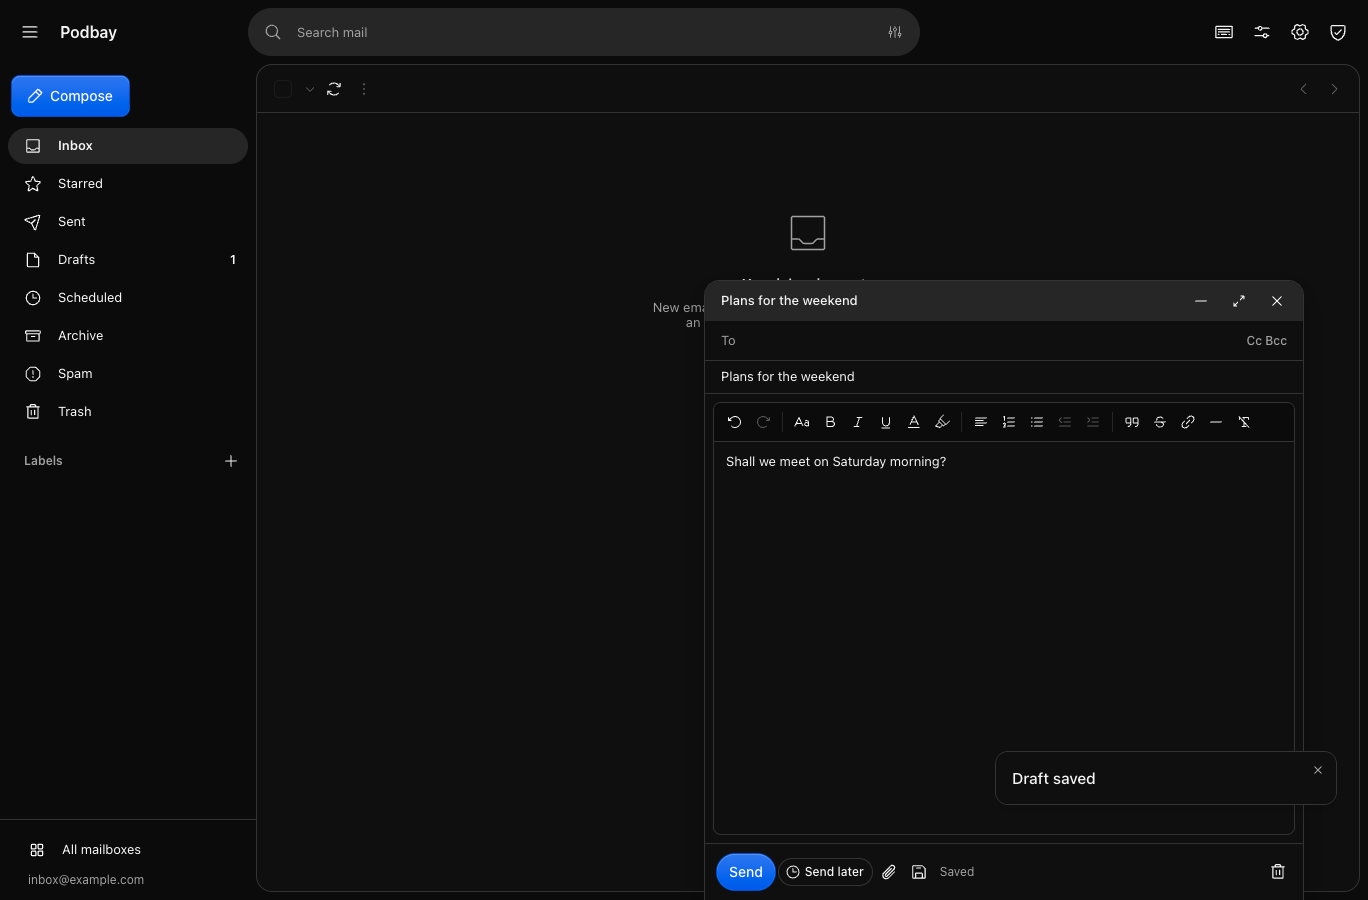 Podbay
Search mail
Compose
Inbox
Starred
Sent
Drafts 1
Scheduled
Archive
Spam
Trash
Labels
All mailboxes
inbox@example.com
New
an
Plans for the weekend
To Cc Bcc
Plans for the weekend
Aa B I U A
Shall we meet on Saturday morning?
Draft saved
Send Send later Saved